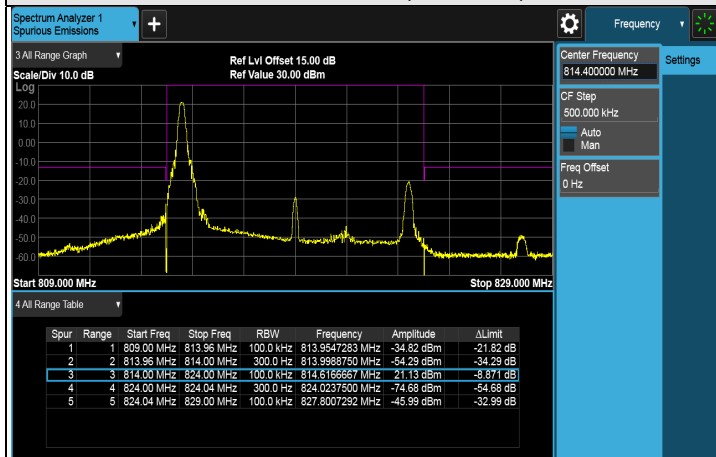 Spectrum Analyzer 1
Spurious Emissions
Frequency
3 All Range Graph
Ref Lvl Offset 15.00 dB
Scale/Div 10.0 dB
Ref Value 30.00 dBm
Log
20.0
10.0
0.00
-10.0
-20.0
-30.0
-40.0
-50.0
-60.0
Start 809.000 MHz
Stop 829.000 MHz
Center Frequency
814.400000 MHz
Settings
CF Step
500.000 kHz
Auto
Man
Freq Offset
0 Hz
4 All Range Table
Spur Range Start Freq Stop Freq RBW Frequency Amplitude ΔLimit
1 1 809.00 MHz 813.96 MHz 100.0 kHz 813.9547283 MHz -34.82 dBm -21.82 dB
2 2 813.96 MHz 814.00 MHz 300.0 Hz 813.9988750 MHz -54.29 dBm -34.29 dB
3 3 814.00 MHz 824.00 MHz 100.0 kHz 814.6166667 MHz 21.13 dBm -8.871 dB
4 4 824.00 MHz 824.04 MHz 300.0 Hz 824.0237500 MHz -74.68 dBm -54.68 dB
5 5 824.04 MHz 829.00 MHz 100.0 kHz 827.8007292 MHz -45.99 dBm -32.99 dB